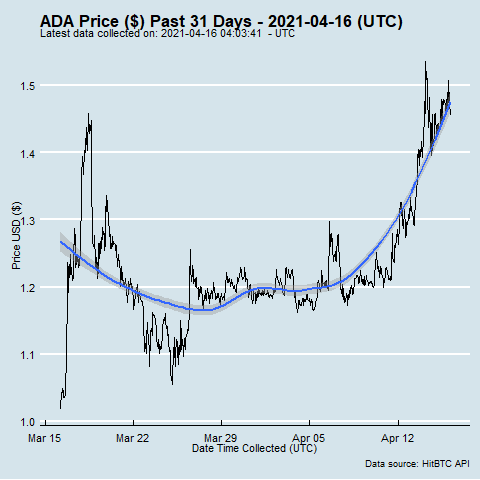 ADA Price ($) Past 31 Days - 2021-04-16 (UTC)
Latest data collected on: 2021-04-16 04:03:41 - UTC
1.5
1.4
1.3
1.2
1.1
1.0
Price USD ($)
Mar 15 Mar 22 Mar 29 Apr 05 Apr 12
Date Time Collected (UTC)
Data source: HitBTC API